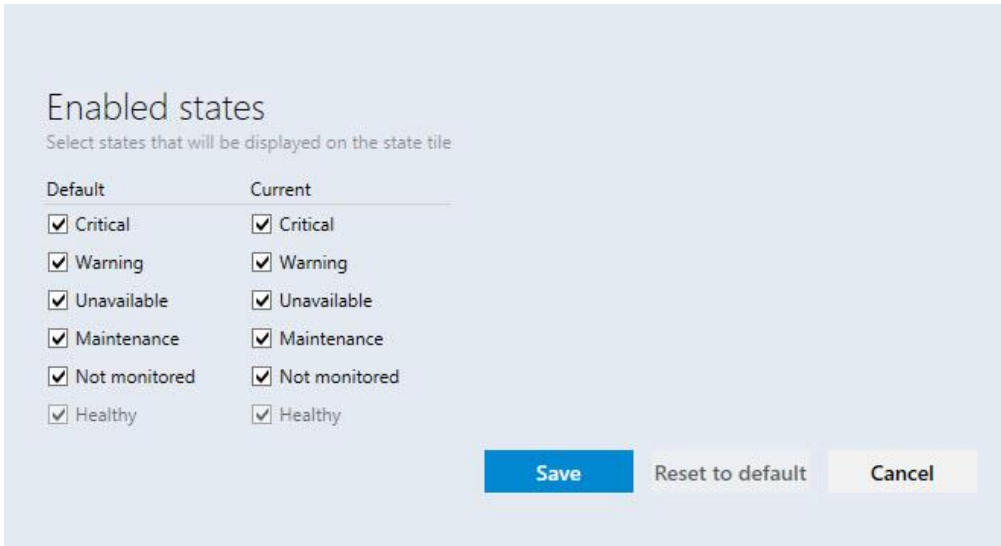 Enabled states
Select states that will be displayed on the state tile
Default Current
Critical Critical
Warning Warning
Unavailable Unavailable
Maintenance Maintenance
Not monitored Not monitored
Healthy Healthy
Save Reset to default Cancel